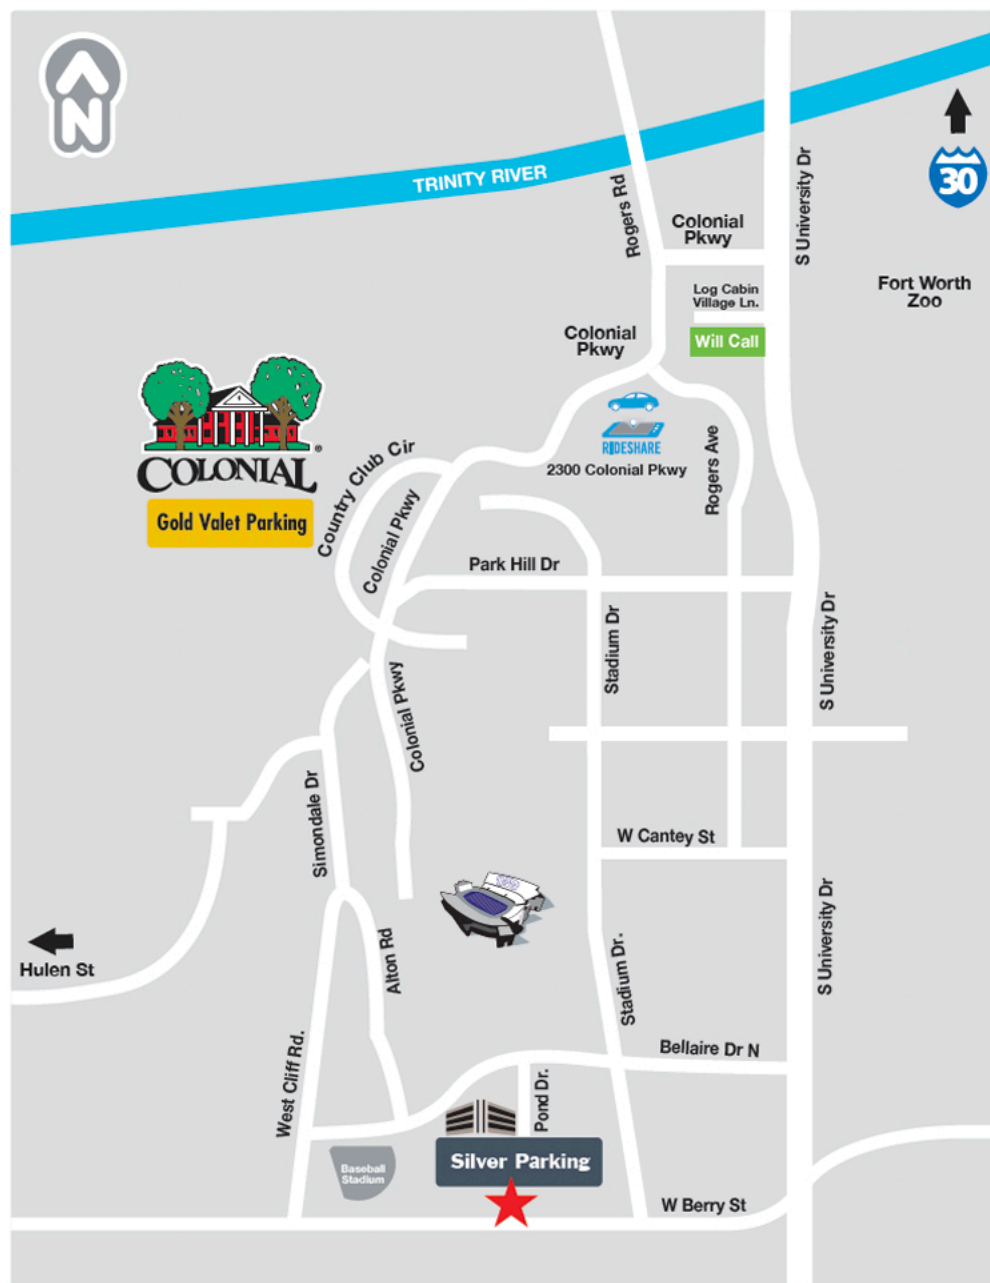 N
TRINITY RIVER
30
Rogers Rd
Colonial
Pkwy
S University Dr
Fort Worth
Zoo
Log Cabin
Village Ln.
Will Call
Colonial
Pkwy
RIDESHARE
2300 Colonial Pkwy
COLONIAL®
Gold Valet Parking
Country Club Cir
Colonial Pkwy
Rogers Ave
Park Hill Dr
Stadium Dr
S University Dr
Colonial Pkwy
Simondale Dr
W Cantey St
S University Dr
Hulen St
Alton Rd
Stadium Dr.
West Cliff Rd.
Bellaire Dr N
Pond Dr.
Baseball
Stadium
Silver Parking
W Berry St